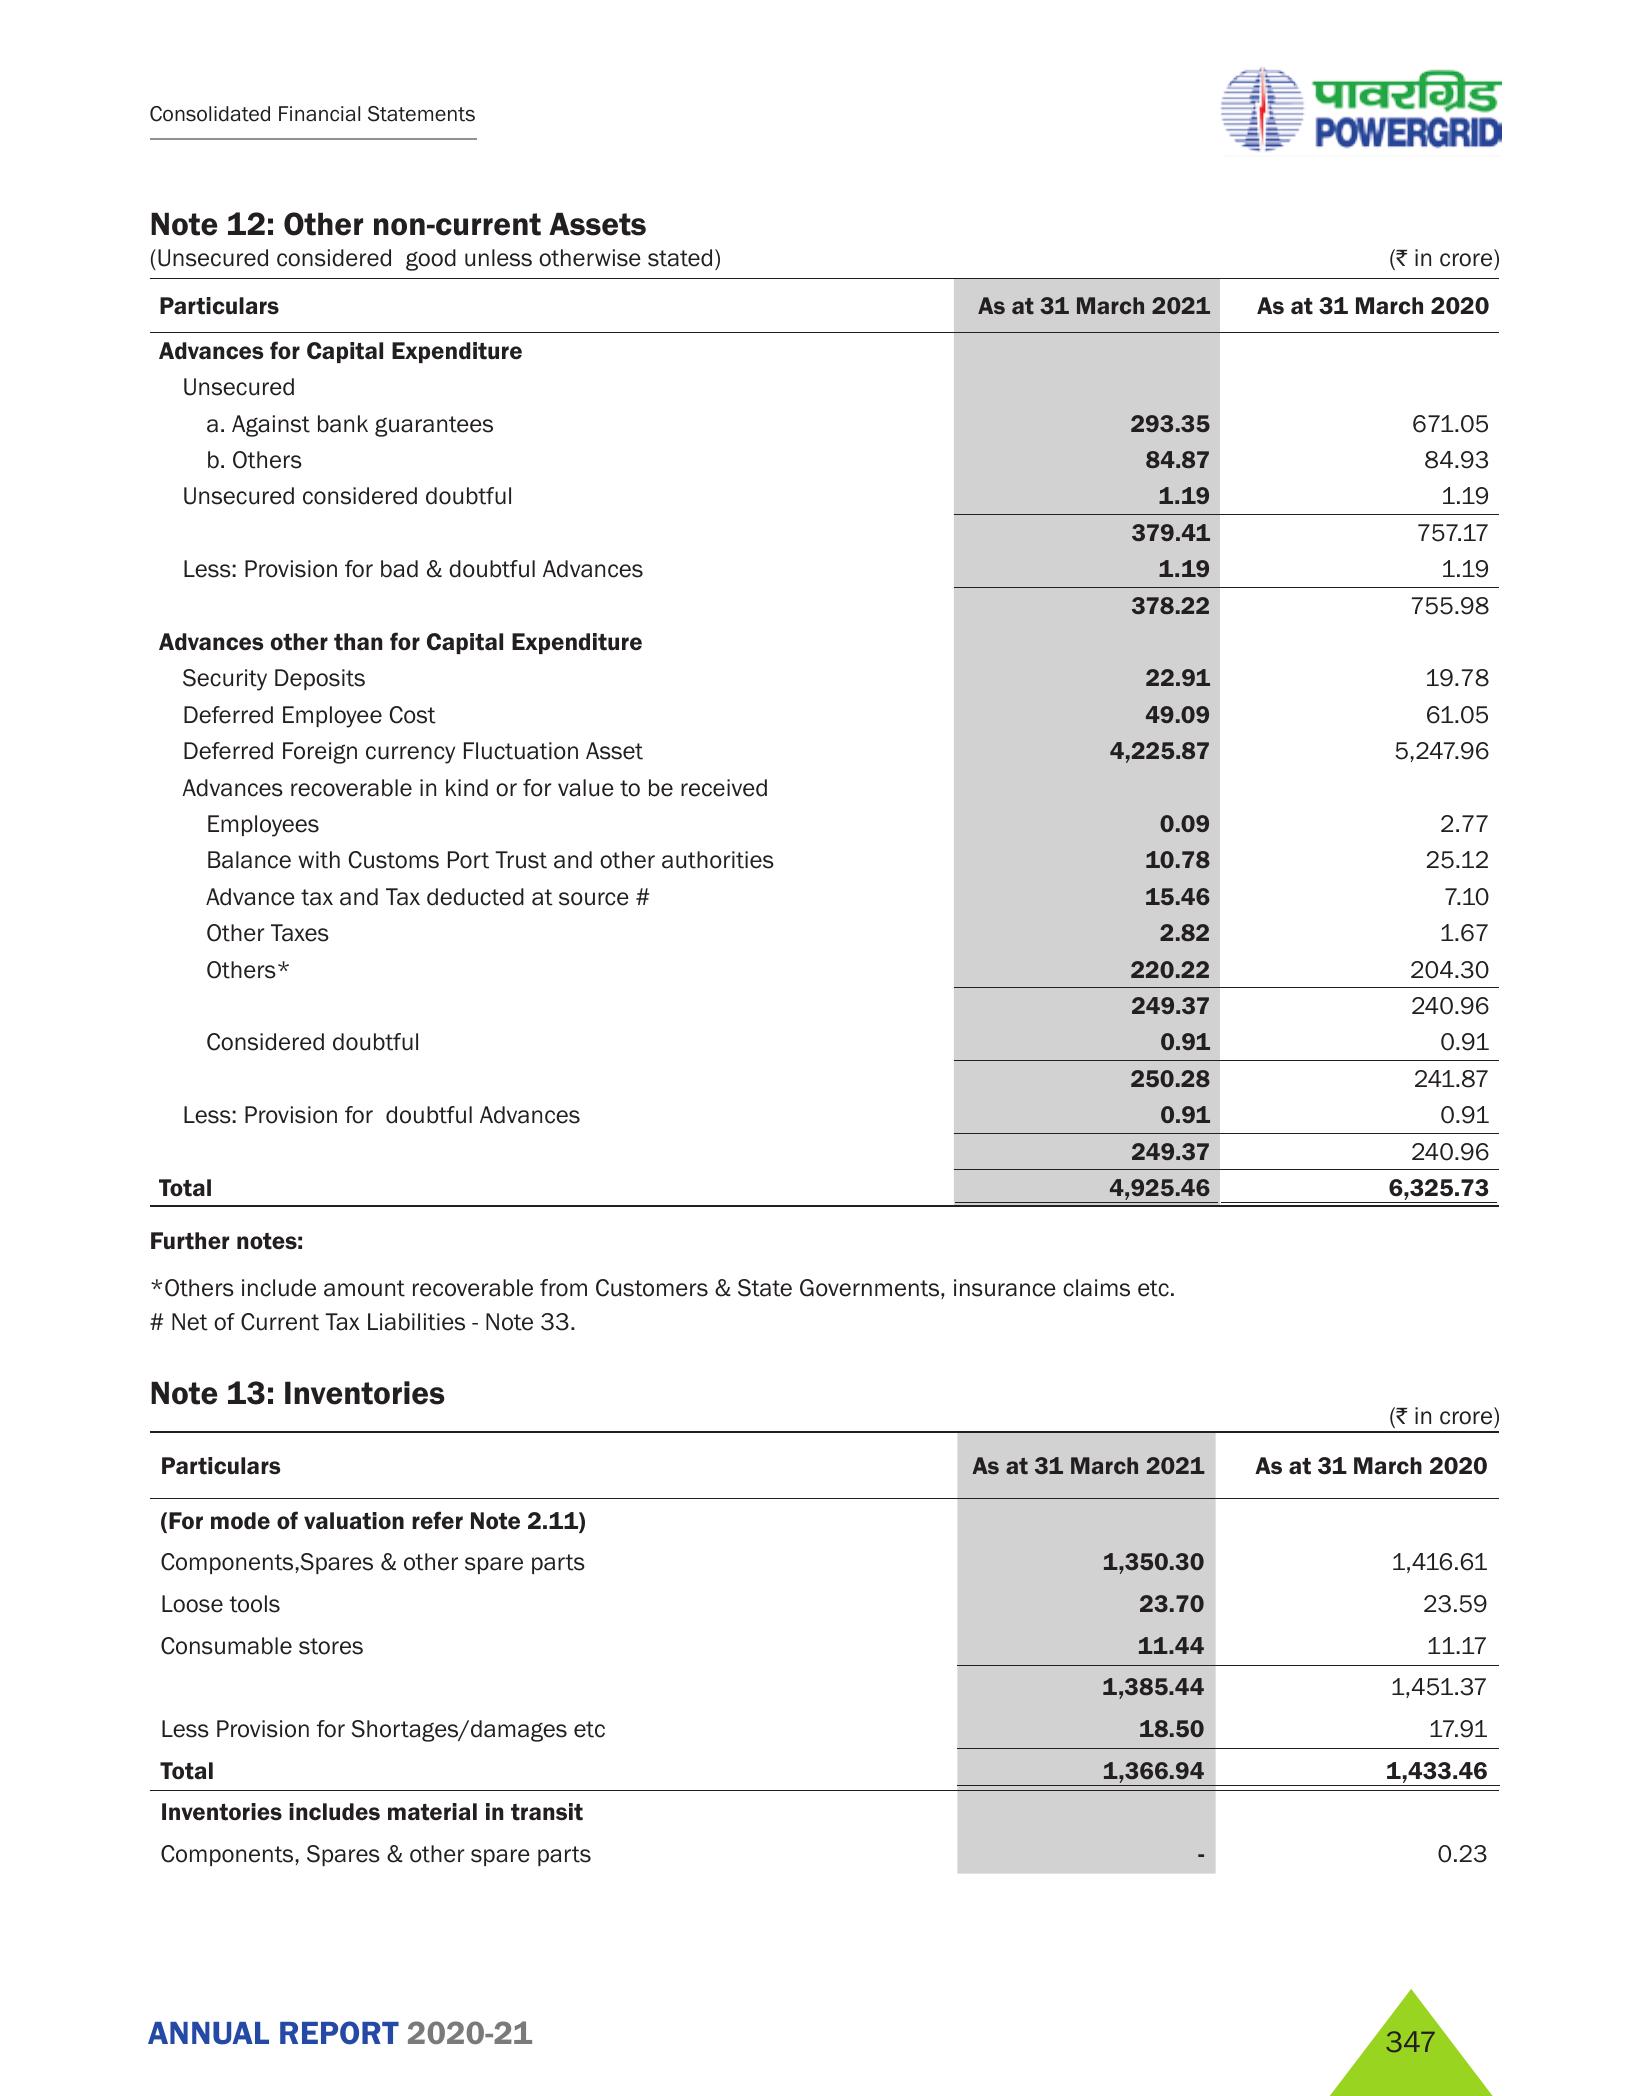 Consolidated Financial Statements
पावरग्रिड
POWERGRID
Note 12: Other non-current Assets
(Unsecured considered good unless otherwise stated) (₹ in crore)
Particulars As at 31 March 2021 As at 31 March 2020
Advances for Capital Expenditure
Unsecured
a. Against bank guarantees 293.35 671.05
b. Others 84.87 84.93
Unsecured considered doubtful 1.19 1.19
379.41 757.17
Less: Provision for bad & doubtful Advances 1.19 1.19
378.22 755.98
Advances other than for Capital Expenditure
Security Deposits 22.91 19.78
Deferred Employee Cost 49.09 61.05
Deferred Foreign currency Fluctuation Asset 4,225.87 5,247.96
Advances recoverable in kind or for value to be received
Employees 0.09 2.77
Balance with Customs Port Trust and other authorities 10.78 25.12
Advance tax and Tax deducted at source # 15.46 7.10
Other Taxes 2.82 1.67
Others* 220.22 204.30
249.37 240.96
Considered doubtful 0.91 0.91
250.28 241.87
Less: Provision for doubtful Advances 0.91 0.91
249.37 240.96
Total 4,925.46 6,325.73
Further notes:
*Others include amount recoverable from Customers & State Governments, insurance claims etc.
# Net of Current Tax Liabilities - Note 33.
Note 13: Inventories
(₹ in crore)
Particulars As at 31 March 2021 As at 31 March 2020
(For mode of valuation refer Note 2.11)
Components,Spares & other spare parts 1,350.30 1,416.61
Loose tools 23.70 23.59
Consumable stores 11.44 11.17
1,385.44 1,451.37
Less Provision for Shortages/damages etc 18.50 17.91
Total 1,366.94 1,433.46
Inventories includes material in transit
Components, Spares & other spare parts - 0.23
ANNUAL REPORT 2020-21
347